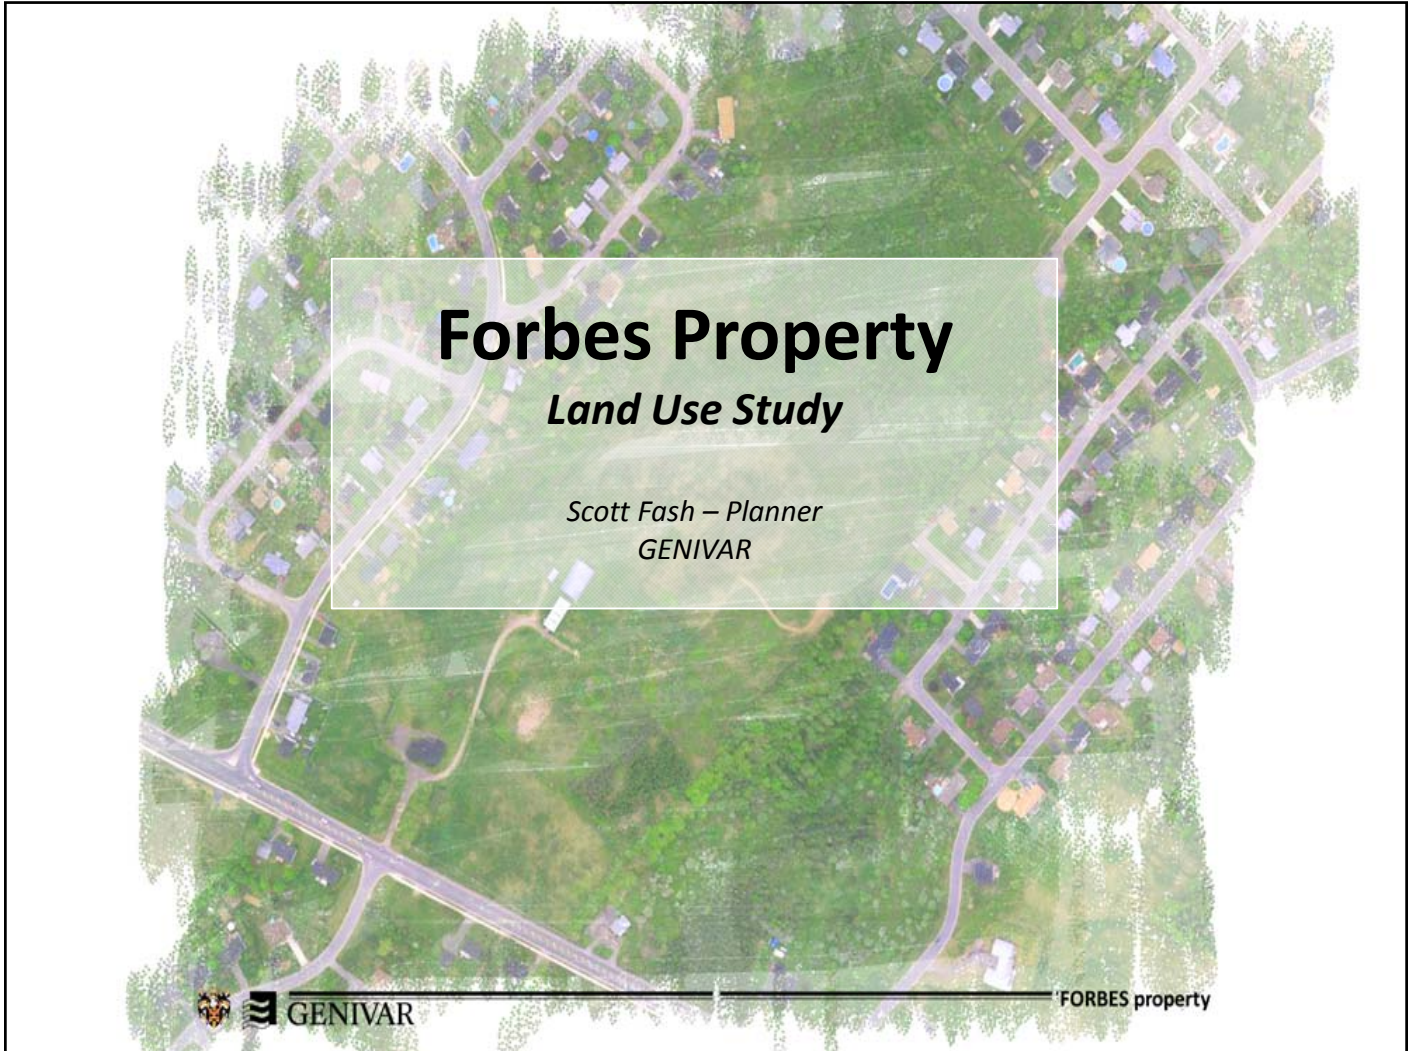 Forbes Property
Land Use Study
Scott Fash – Planner
GENIVAR
GENIVAR
FORBES property